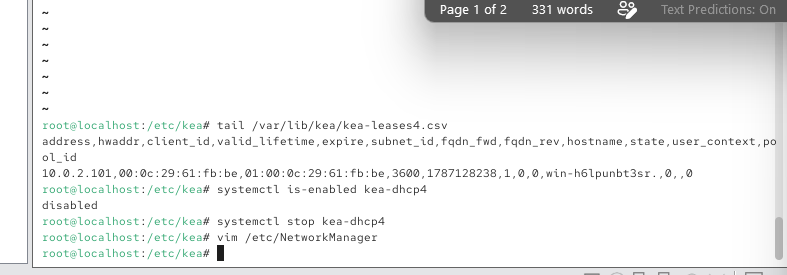 Page 1 of 2 331 words Text Predictions: On
~
~
~
~
~
~
~
root@localhost:/etc/kea# tail /var/lib/kea/kea-leases4.csv
address,hwaddr,client_id,valid_lifetime,expire,subnet_id,fqdn_fwd,fqdn_rev,hostname,state,user_context,po
ol_id
10.0.2.101,00:0c:29:61:fb:be,01:00:0c:29:61:fb:be,3600,1787128238,1,0,0,win-h6lpunbt3sr.,0,,0
root@localhost:/etc/kea# systemctl is-enabled kea-dhcp4
disabled
root@localhost:/etc/kea# systemctl stop kea-dhcp4
root@localhost:/etc/kea# vim /etc/NetworkManager
root@localhost:/etc/kea#